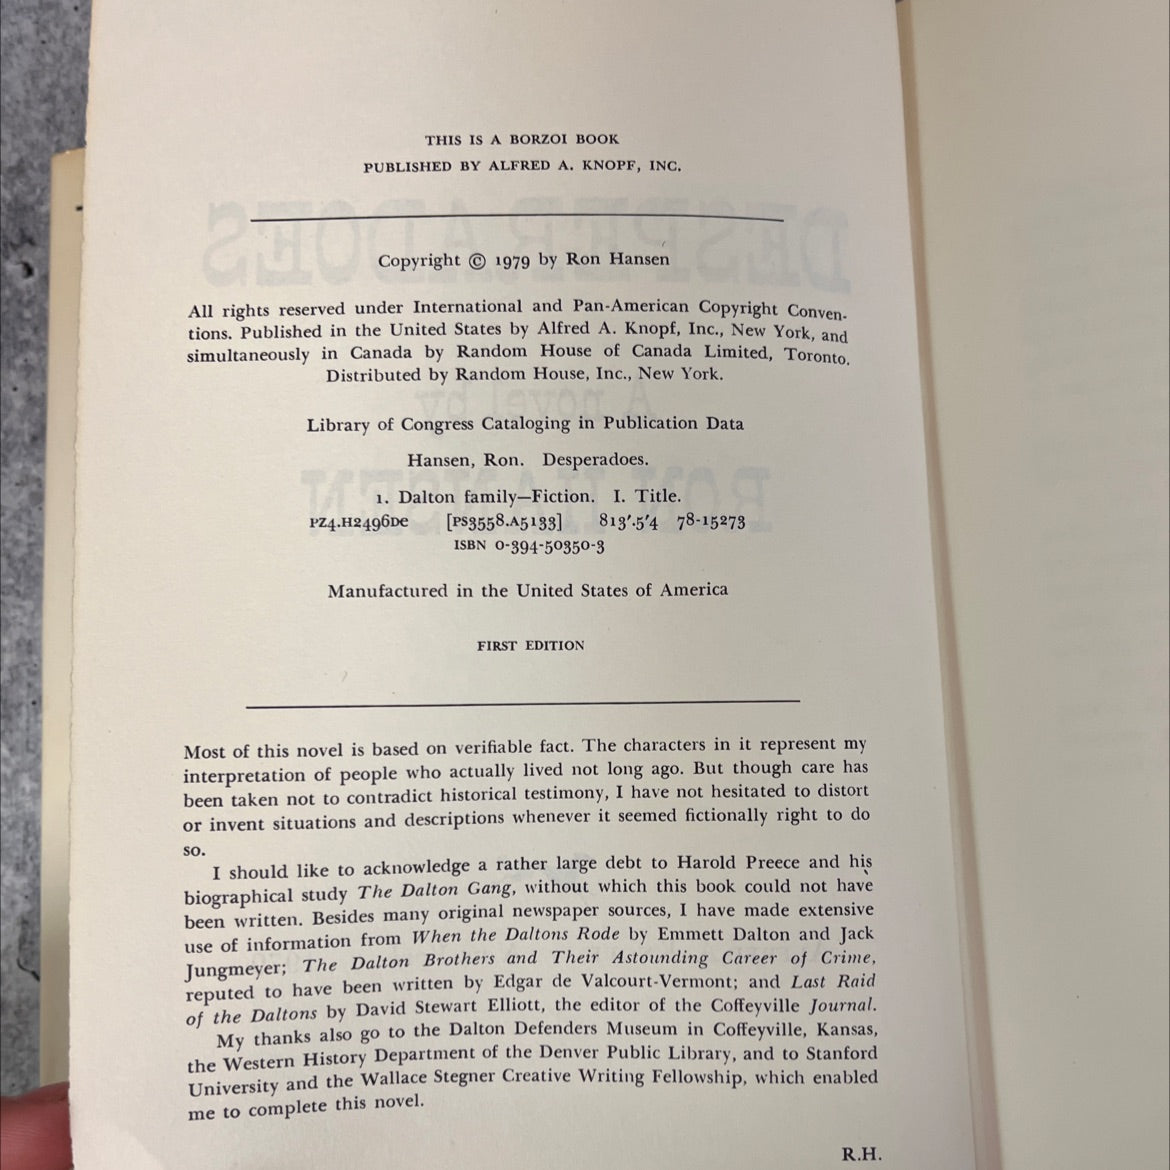 THIS IS A BORZOI BOOK
PUBLISHED BY ALFRED A. KNOPF, INC.
Copyright © 1979 by Ron Hansen
All rights reserved under International and Pan-American Copyright Conven-
tions. Published in the United States by Alfred A. Knopf, Inc., New York, and
simultaneously in Canada by Random House of Canada Limited, Toronto.
Distributed by Random House, Inc., New York.
Library of Congress Cataloging in Publication Data
Hansen, Ron. Desperadoes.
1. Dalton family—Fiction. I. Title.
PZ4.H2496De [PS3558.A5133] 813′.5′4 78-15273
ISBN 0-394-50350-3
Manufactured in the United States of America
FIRST EDITION
Most of this novel is based on verifiable fact. The characters in it represent my
interpretation of people who actually lived not long ago. But though care has
been taken not to contradict historical testimony, I have not hesitated to distort
or invent situations and descriptions whenever it seemed fictionally right to do
so.
I should like to acknowledge a rather large debt to Harold Preece and his
biographical study The Dalton Gang, without which this book could not have
been written. Besides many original newspaper sources, I have made extensive
use of information from When the Daltons Rode by Emmett Dalton and Jack
Jungmeyer; The Dalton Brothers and Their Astounding Career of Crime,
reputed to have been written by Edgar de Valcourt-Vermont; and Last Raid
of the Daltons by David Stewart Elliott, the editor of the Coffeyville Journal.
My thanks also go to the Dalton Defenders Museum in Coffeyville, Kansas,
the Western History Department of the Denver Public Library, and to Stanford
University and the Wallace Stegner Creative Writing Fellowship, which enabled
me to complete this novel.
R.H.
DESPERADOES
A novel by
RON HANSEN